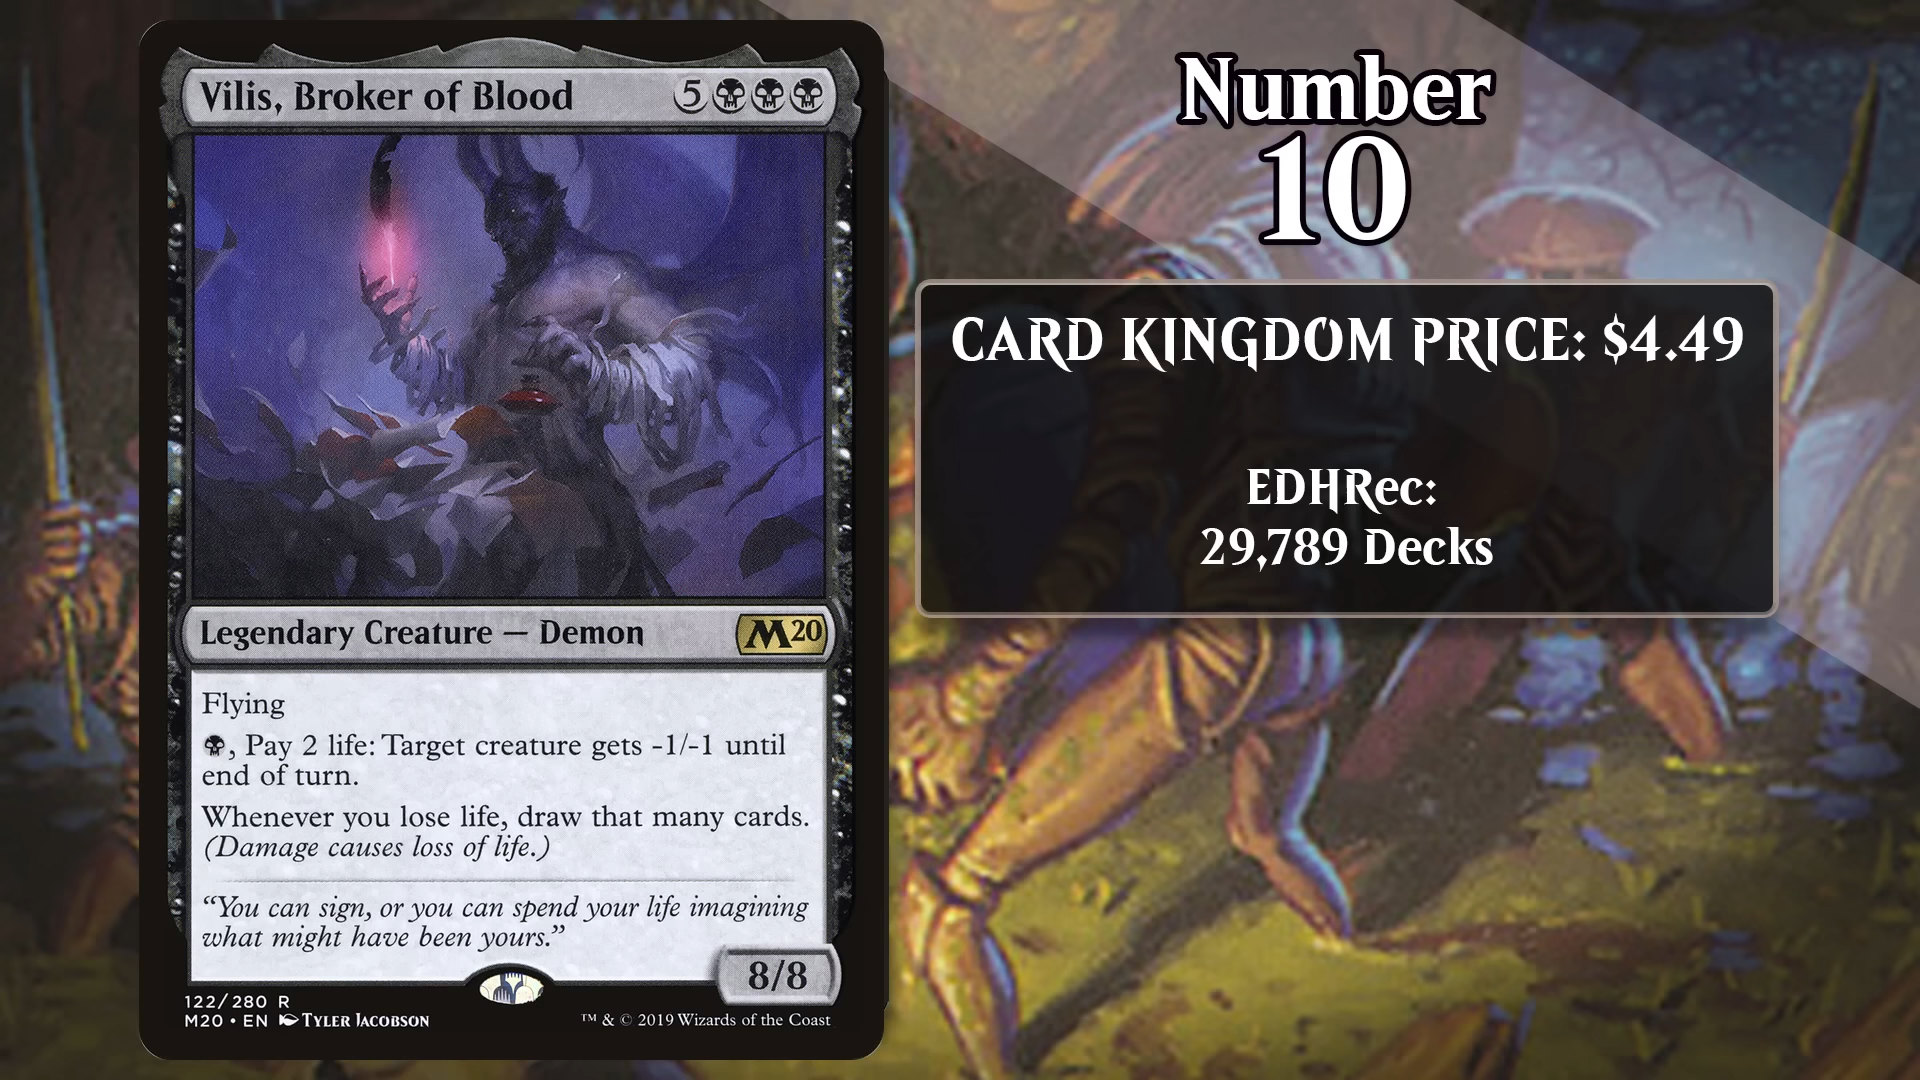 Vilis, Broker of Blood 5
Number
10
CARD KINGDOM PRICE: $4.49
EDHRec:
29,789 Decks
Legendary Creature — Demon M20
Flying
, Pay 2 life: Target creature gets -1/-1 until
end of turn.
Whenever you lose life, draw that many cards.
(Damage causes loss of life.)
“You can sign, or you can spend your life imagining
what might have been yours.”
8/8
122/280 R
M20 • EN TYLER JACOBSON
™ & © 2019 Wizards of the Coast